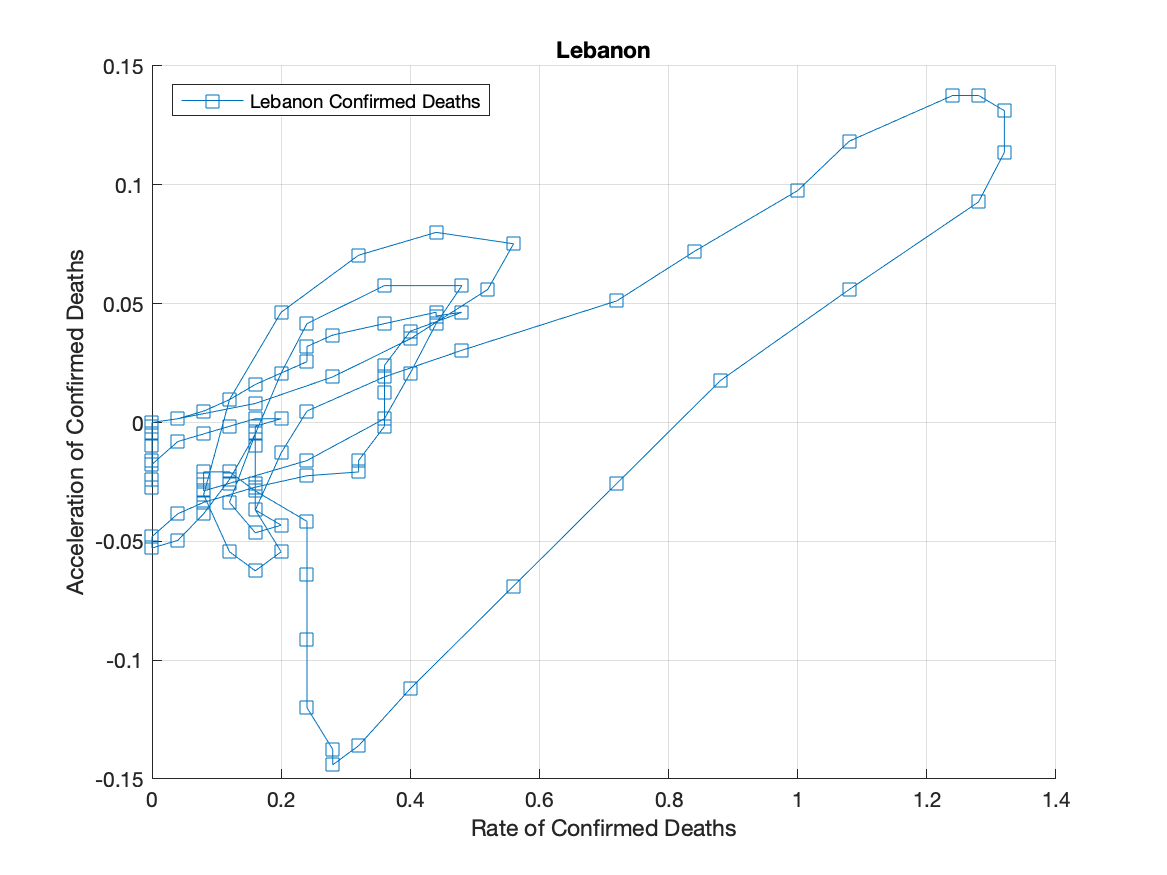 Lebanon
0.15
Lebanon Confirmed Deaths
0.1
0.05
0
-0.05
-0.1
-0.15
Acceleration of Confirmed Deaths
0 0.2 0.4 0.6 0.8 1 1.2 1.4
Rate of Confirmed Deaths